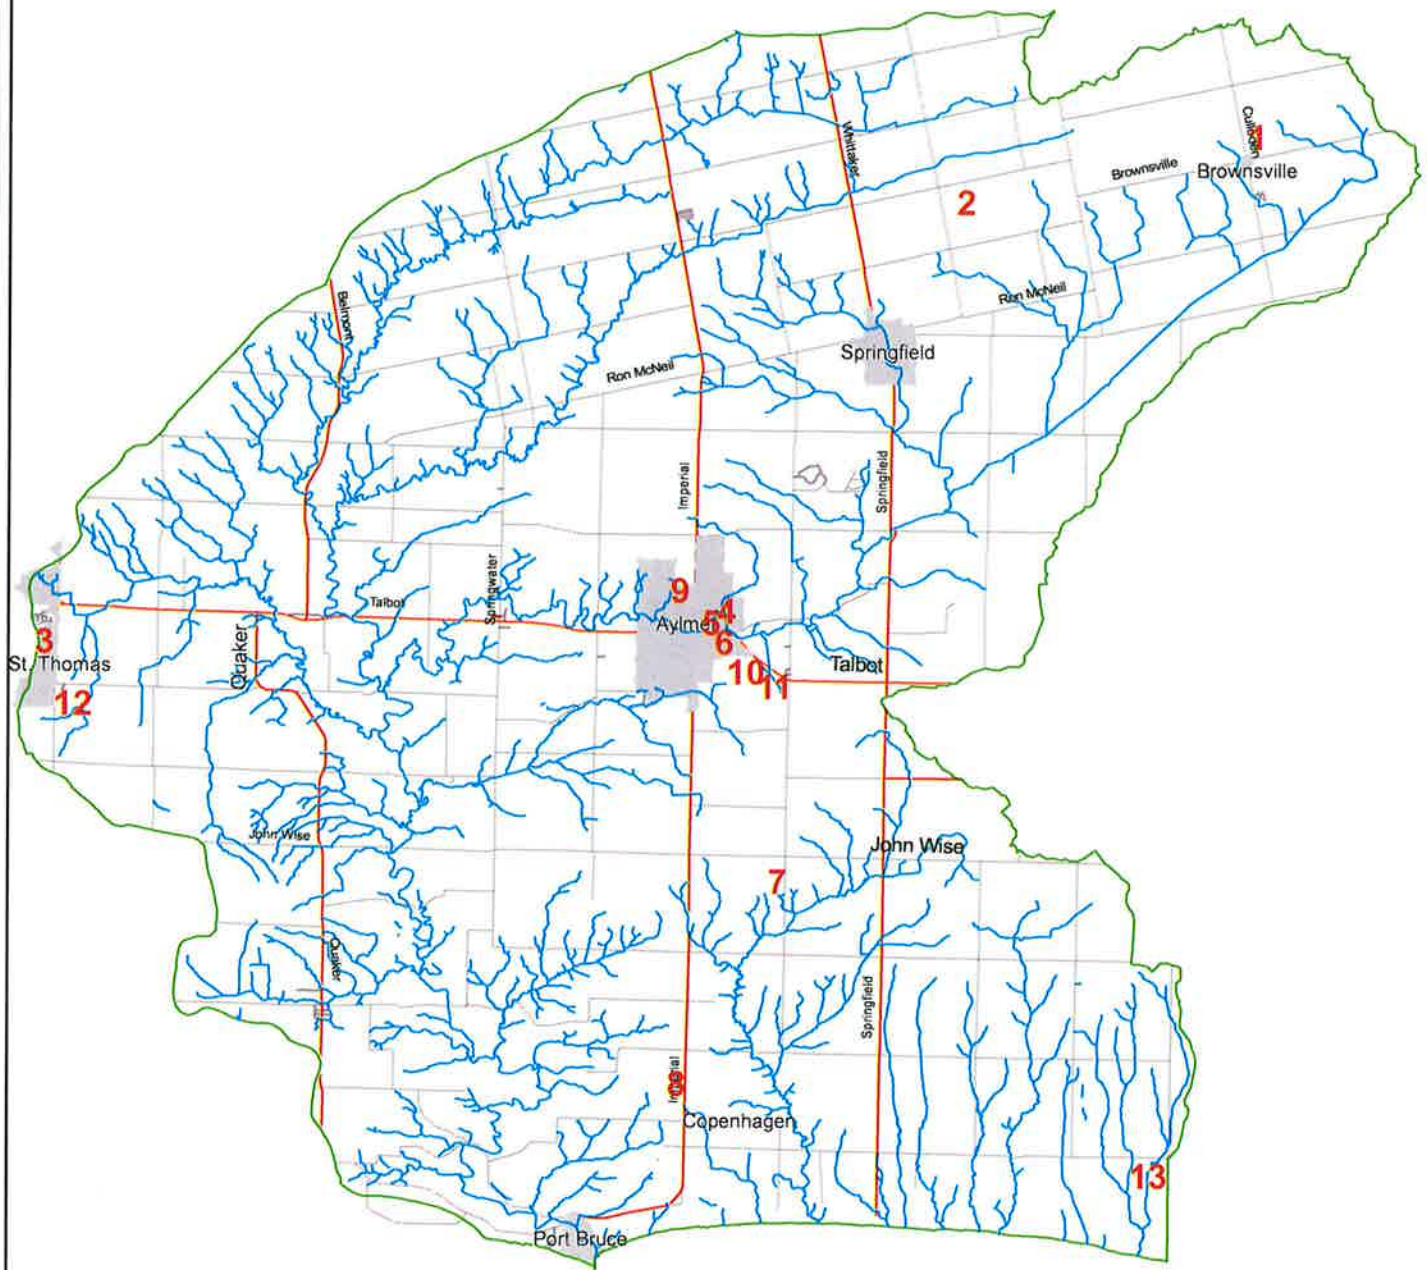 Whittaker
Culloden
1
Brownsville
Brownsville
2
Belmont
Ron McNeil
Springfield
Ron McNeil
Imperial
Springfield
Springwater
9
Talbot
4
5
Aylmer
6
Quaker
3
St. Thomas
Talbot
10
11
12
John Wise
John Wise
7
Quaker
Springfield
Imperial
8
Copenhagen
13
Port Bruce